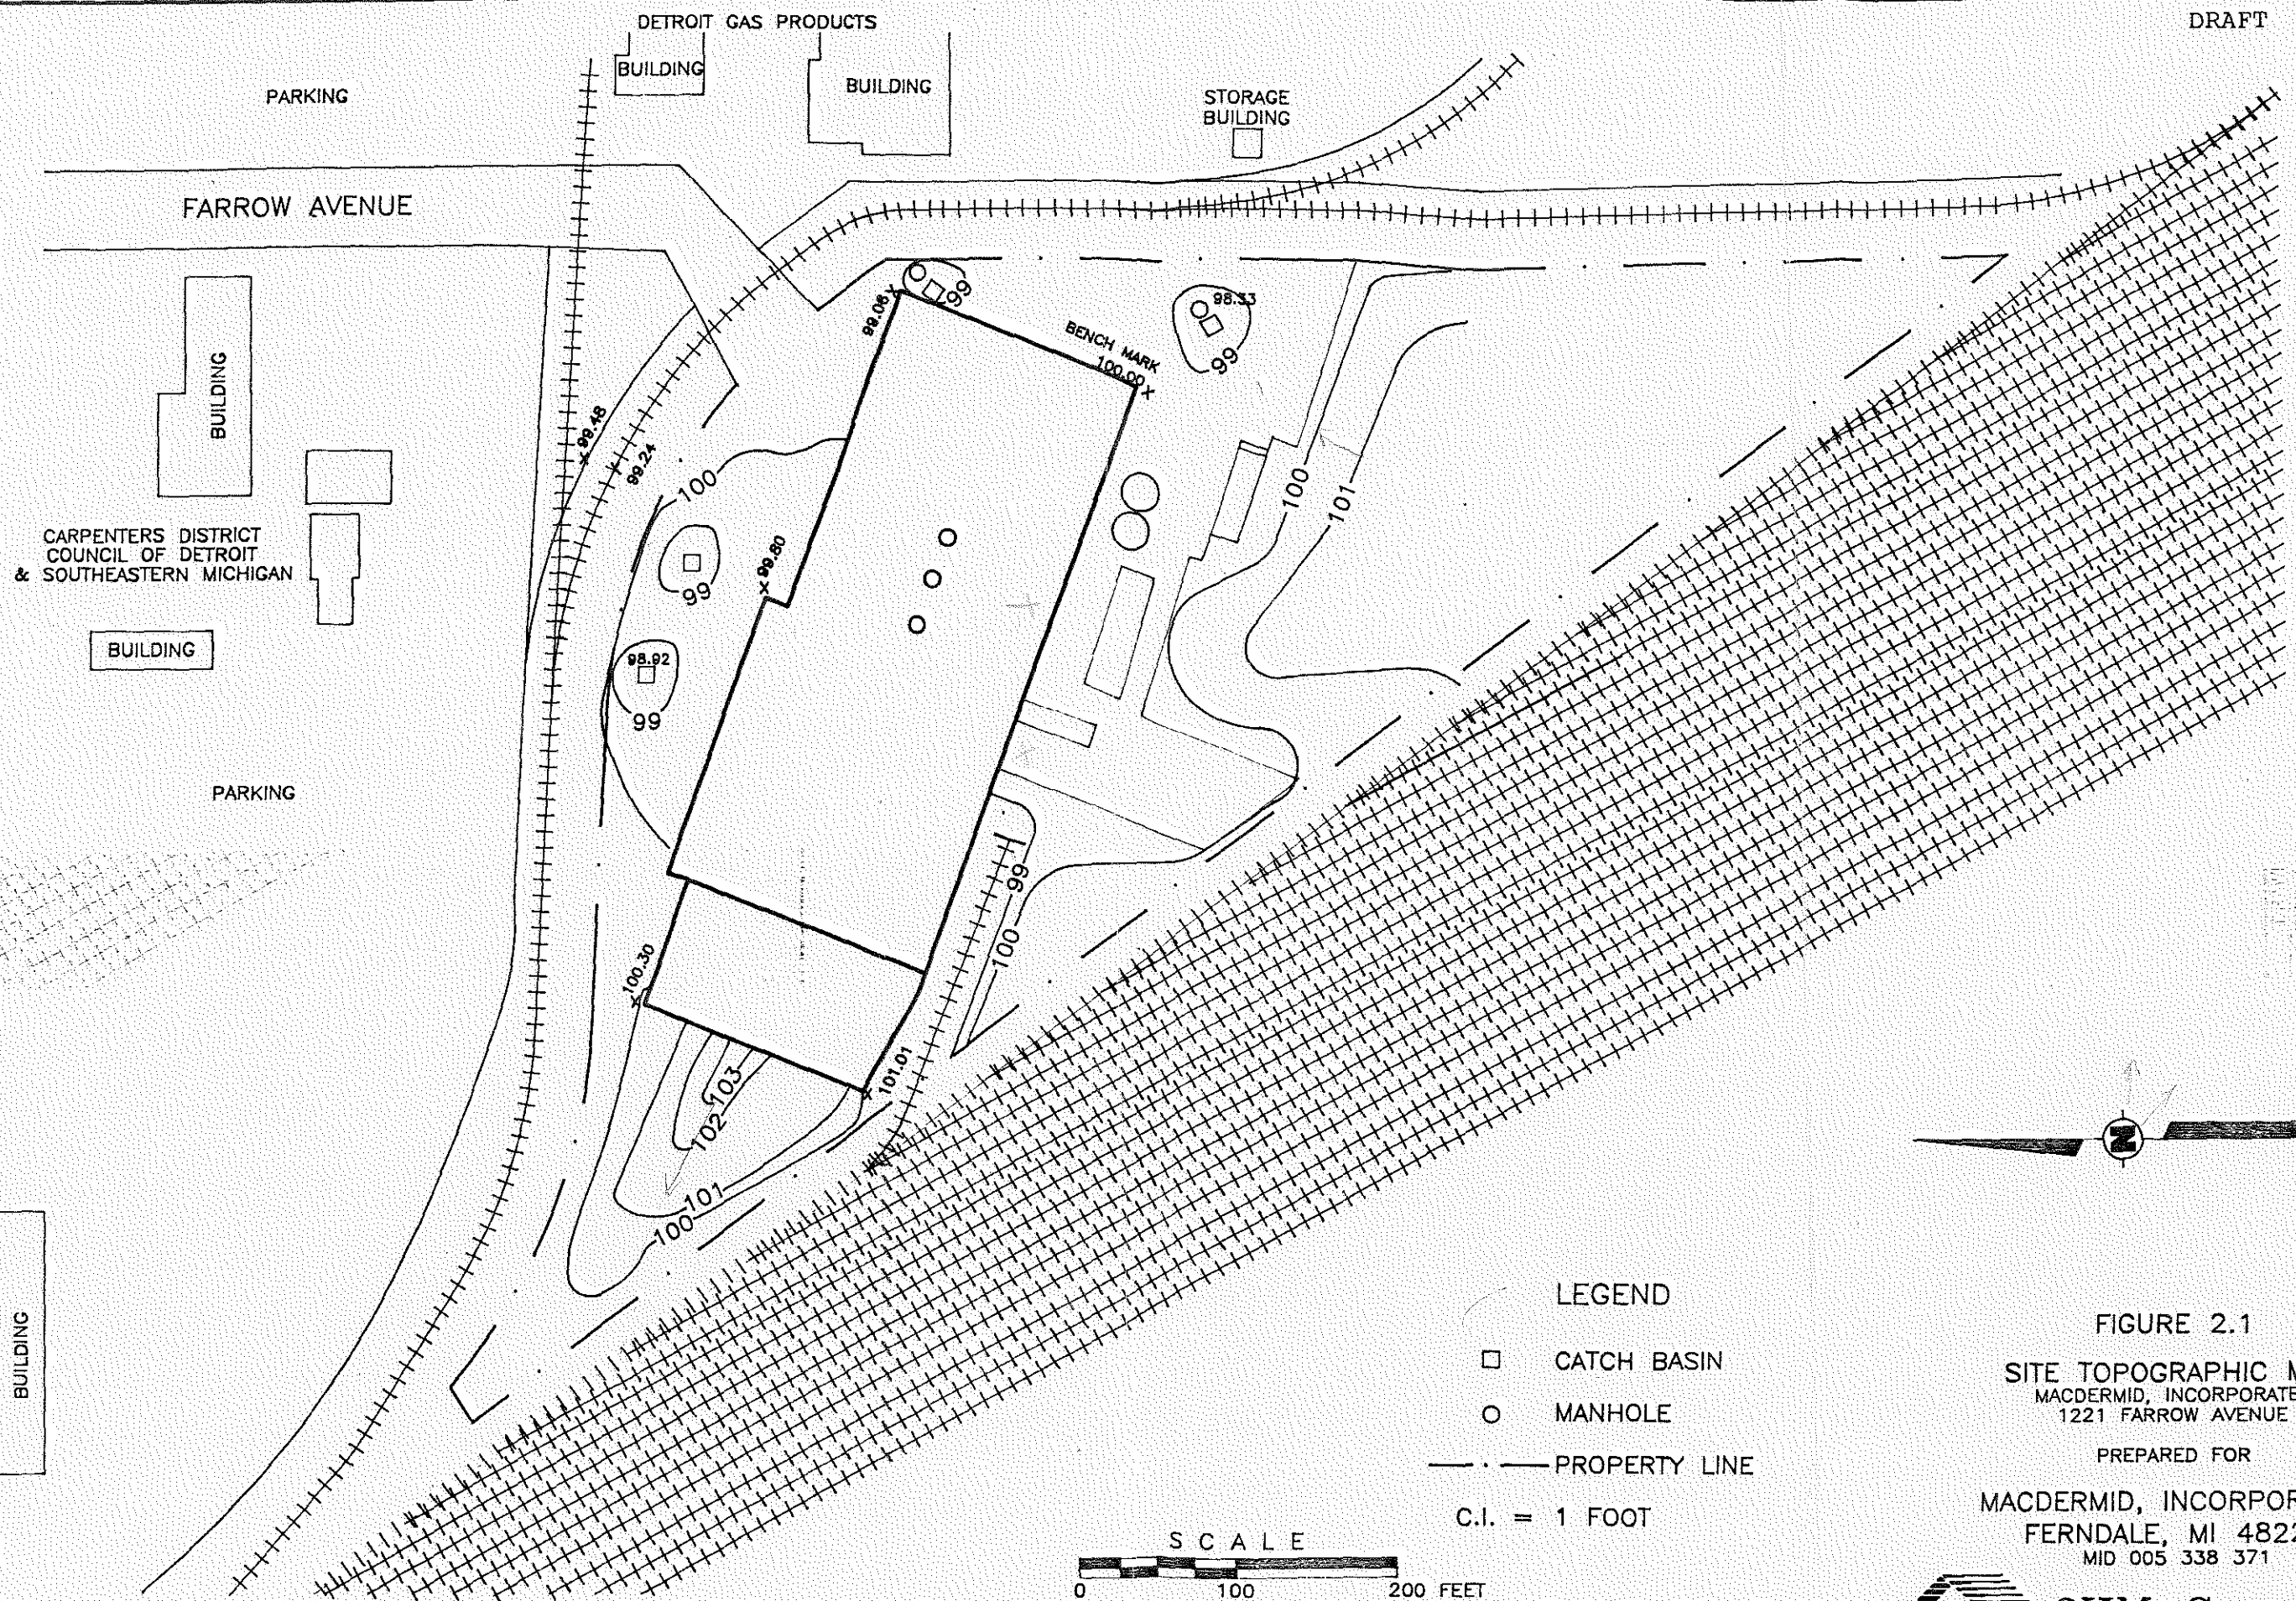 DETROIT GAS PRODUCTS
DRAFT
BUILDING
BUILDING
PARKING
STORAGE
BUILDING
FARROW AVENUE
99.06
99
98.33
99
BENCH MARK
100.00
BUILDING
99.48
99.24
100
100
101
CARPENTERS DISTRICT
COUNCIL OF DETROIT
& SOUTHEASTERN MICHIGAN
99.80
99
BUILDING
98.92
99
PARKING
99
100
100.30
101.01
103
102
101
100
N
BUILDING
LEGEND
CATCH BASIN
MANHOLE
PROPERTY LINE
C.I. = 1 FOOT
SCALE
0 100 200 FEET
FIGURE 2.1
SITE TOPOGRAPHIC
MACDERMID, INCORPORATE
1221 FARROW AVENUE
PREPARED FOR
MACDERMID, INCORPOR
FERNDALE, MI 482
MID 005 338 371